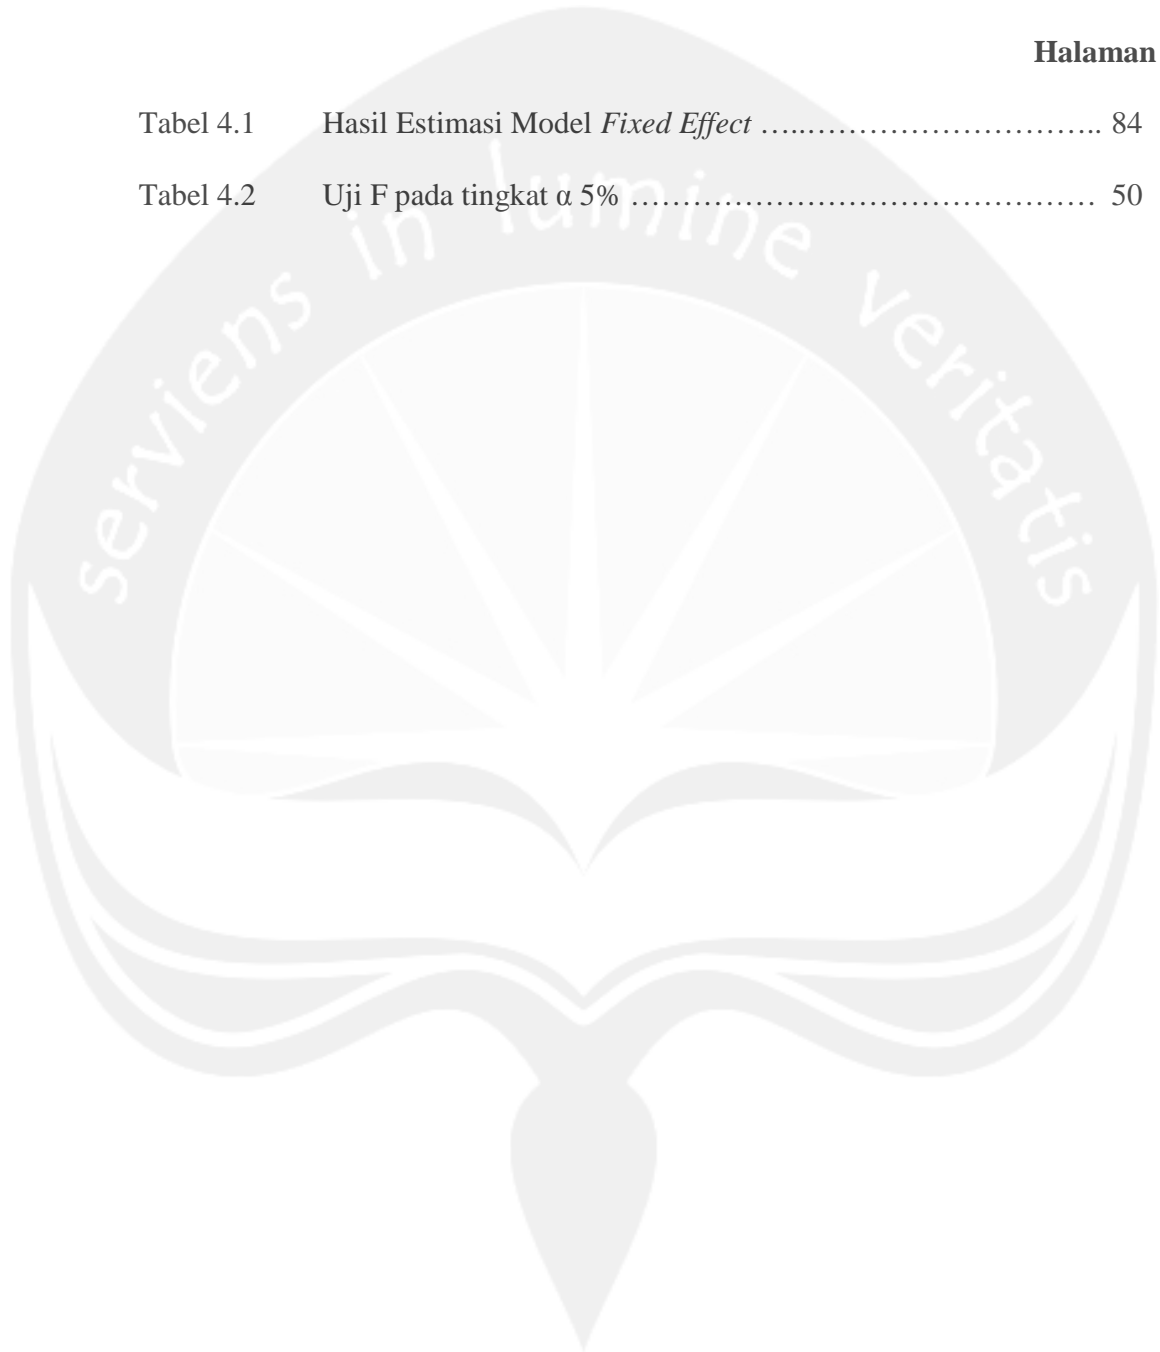 Halaman
Tabel 4.1 Hasil Estimasi Model Fixed Effect …..……………………………….. 84
Tabel 4.2 Uji F pada tingkat α 5% ……………………………………………… 50
serviens in lumine veritatis